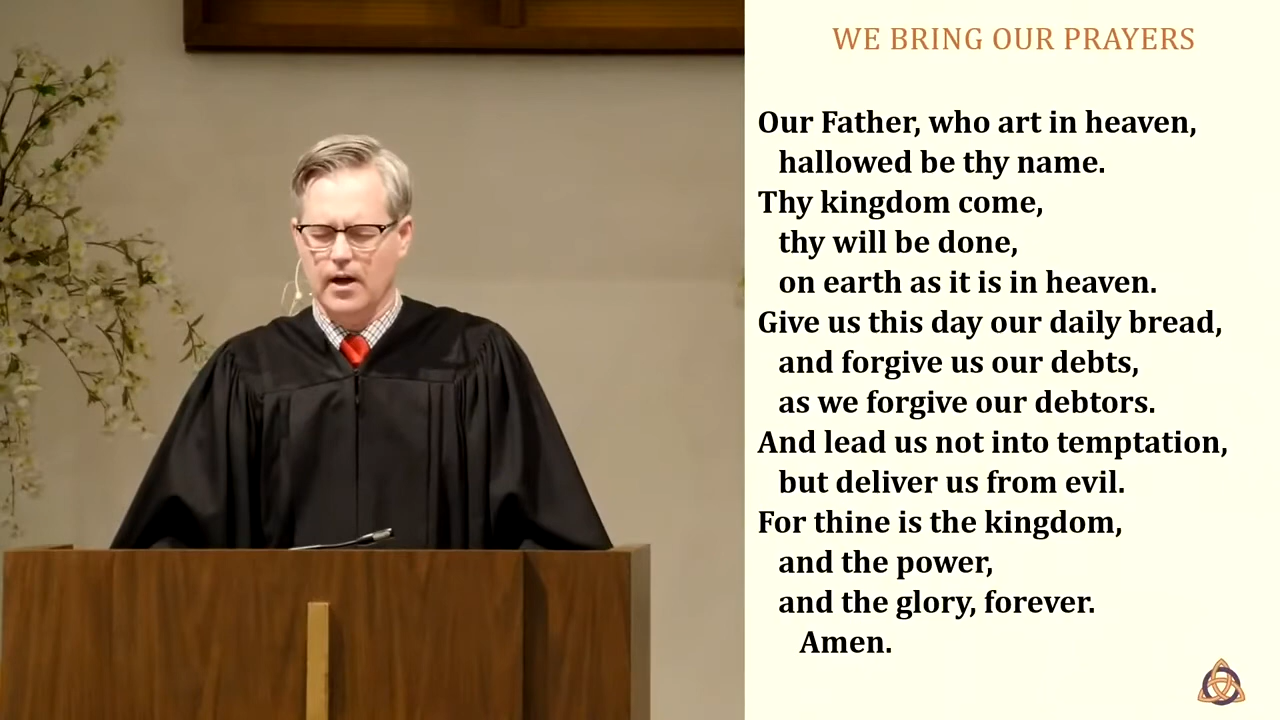 WE BRING OUR PRAYERS
Our Father, who art in heaven,
hallowed be thy name.
Thy kingdom come,
thy will be done,
on earth as it is in heaven.
Give us this day our daily bread,
and forgive us our debts,
as we forgive our debtors.
And lead us not into temptation,
but deliver us from evil.
For thine is the kingdom,
and the power,
and the glory, forever.
Amen.